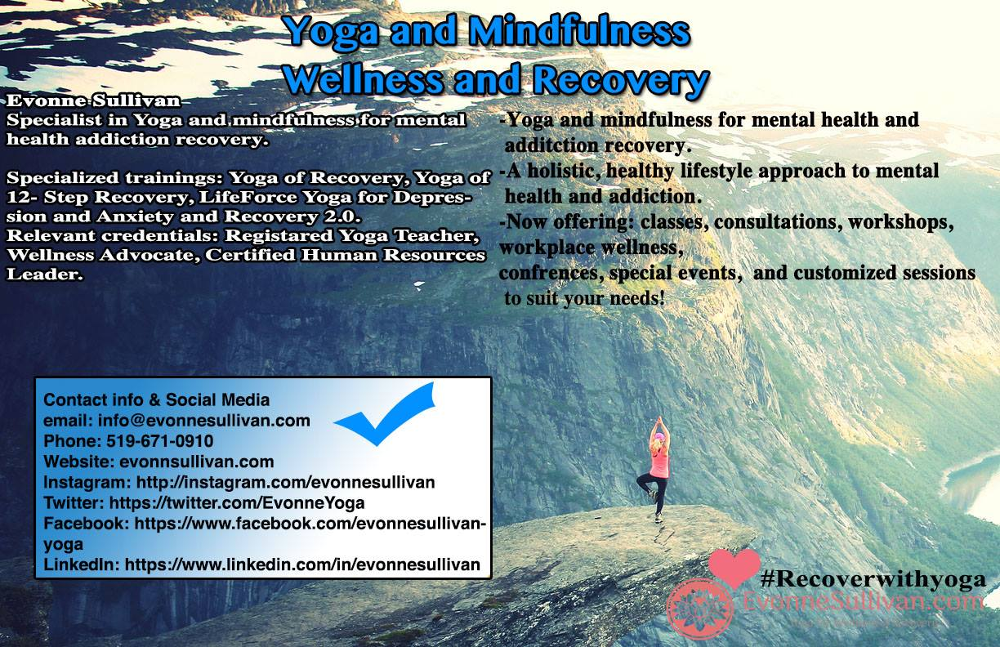 Yoga and Mindfulness
Wellness and Recovery
Evonne Sullivan
Specialist in Yoga and mindfulness for mental
health addiction recovery.
Specialized trainings: Yoga of Recovery, Yoga of
12- Step Recovery, LifeForce Yoga for Depres-
sion and Anxiety and Recovery 2.0.
Relevant credentials: Registared Yoga Teacher,
Wellness Advocate, Certified Human Resources
Leader.
-Yoga and mindfulness for mental health and
additction recovery.
-A holistic, healthy lifestyle approach to mental
health and addiction.
-Now offering: classes, consultations, workshops,
workplace wellness,
confrences, special events, and customized sessions
to suit your needs!
Contact info & Social Media
email: info@evonnesullivan.com
Phone: 519-671-0910
Website: evonnsullivan.com
Instagram: http://instagram.com/evonnesullivan
Twitter: https://twitter.com/EvonneYoga
Facebook: https://www.facebook.com/evonnesullivan-
yoga
LinkedIn: https://www.linkedin.com/in/evonnesullivan
#Recoverwithyoga
EvonneSullivan.com